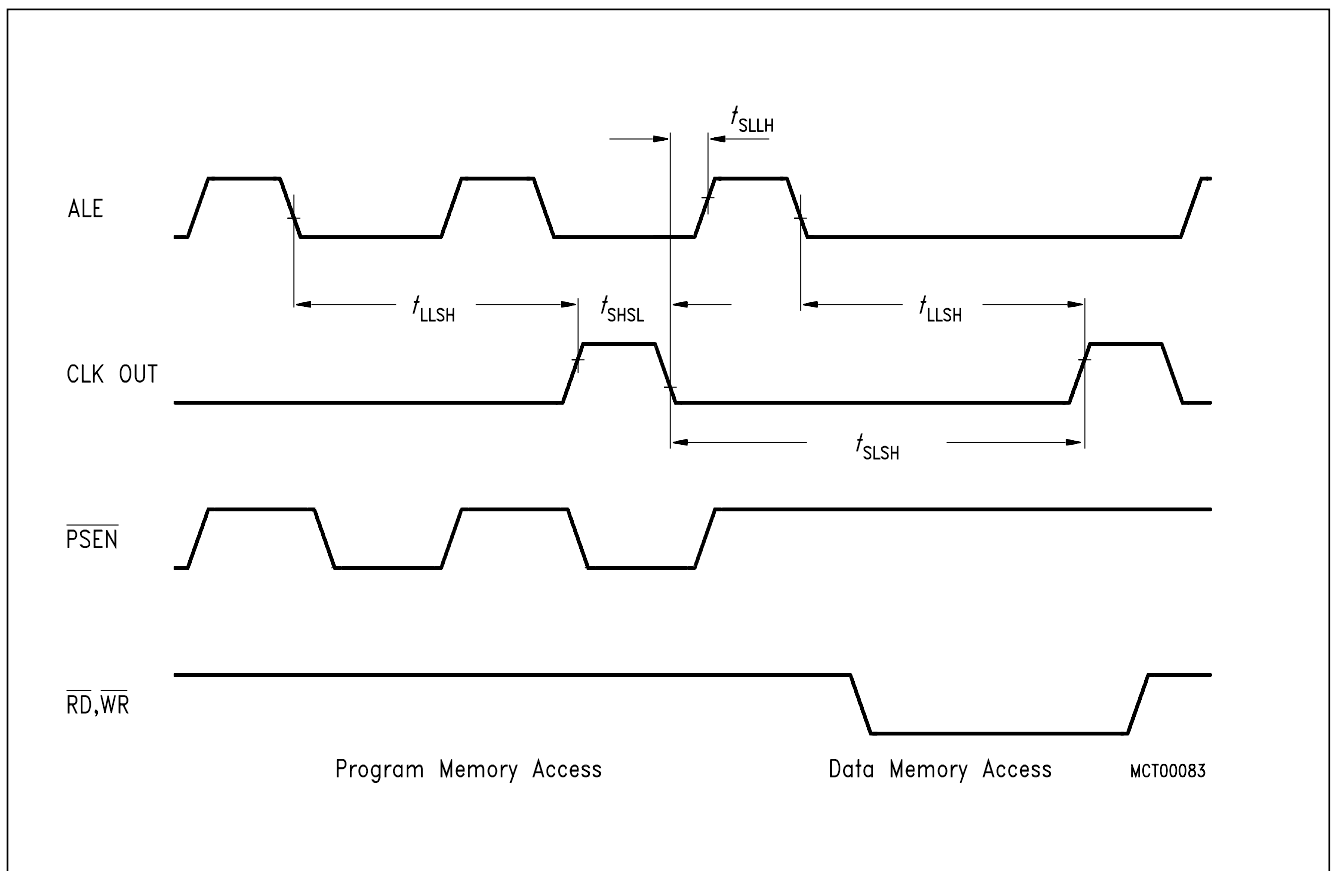 tSLLH
ALE
tLLSH tSHSL tLLSH
CLK OUT
tSLSH
PSEN
RD,WR
Program Memory Access Data Memory Access MCT00083